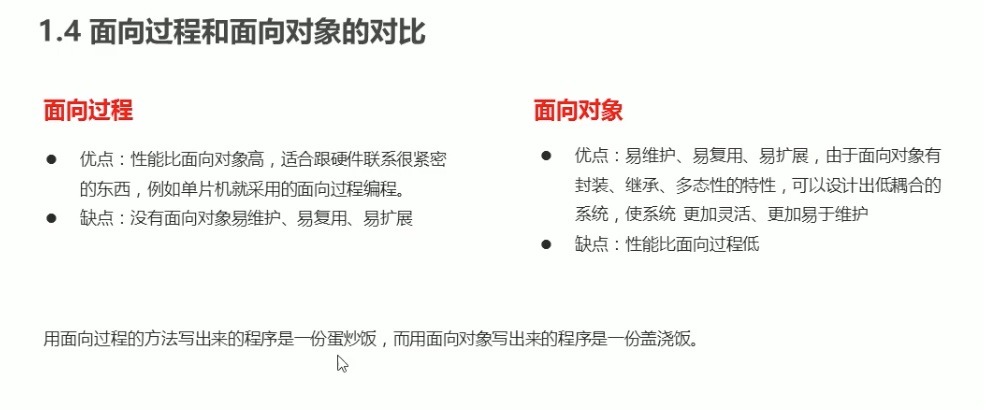 1.4 面向过程和面向对象的对比
面向过程
● 优点：性能比面向对象高，适合跟硬件联系很紧密
的东西，例如单片机就采用的面向过程编程。
● 缺点：没有面向对象易维护、易复用、易扩展
面向对象
● 优点：易维护、易复用、易扩展，由于面向对象有
封装、继承、多态性的特性，可以设计出低耦合的
系统，使系统 更加灵活、更加易于维护
● 缺点：性能比面向过程低
用面向过程的方法写出来的程序是一份蛋炒饭，而用面向对象写出来的程序是一份盖浇饭。